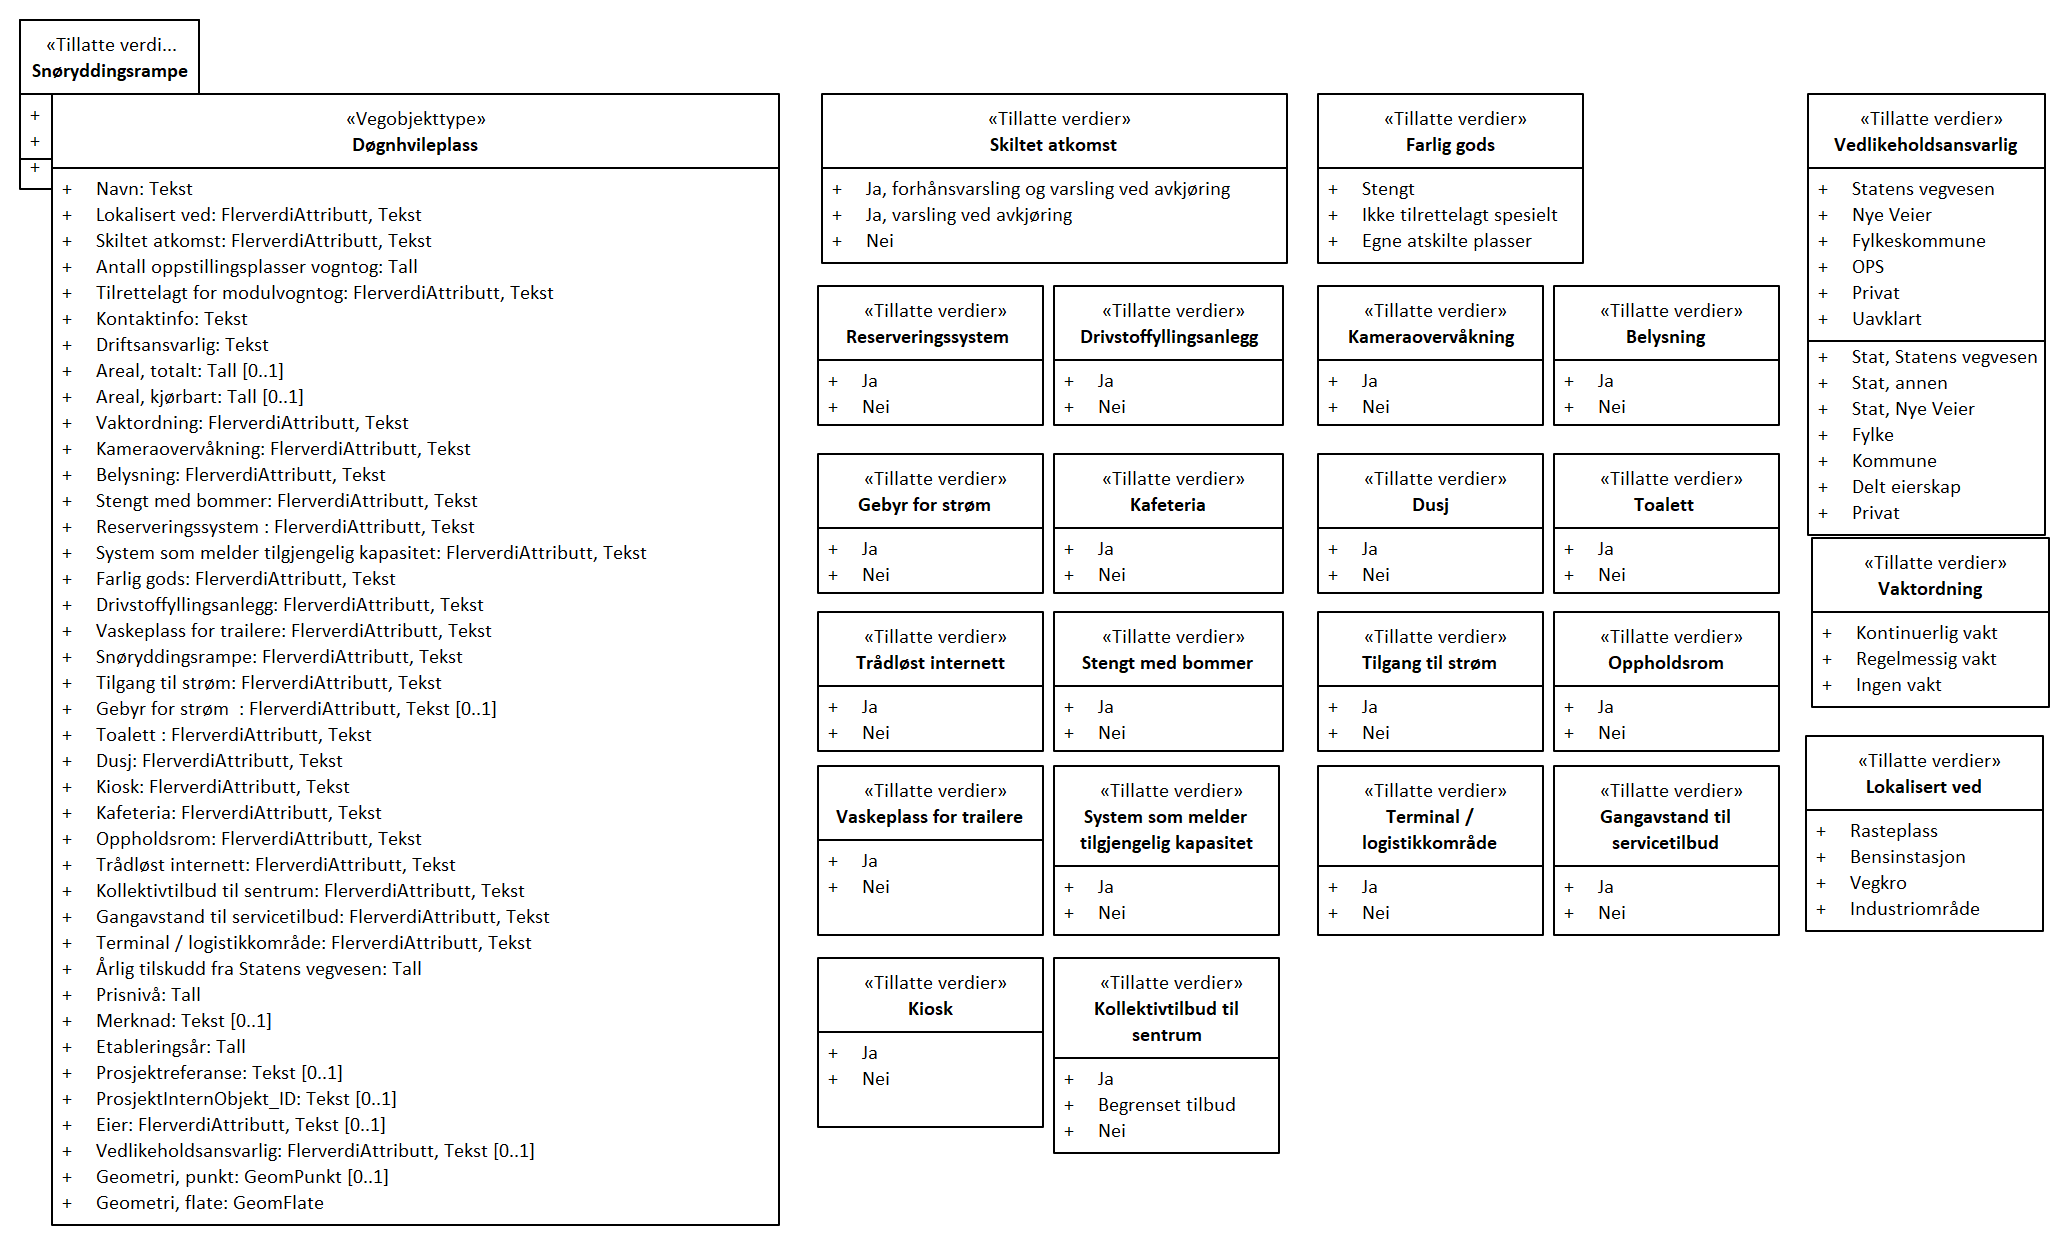 «Tillatte verdi...
Snøryddingsrampe
+
+
+
«Vegobjekttype»
Døgnhvileplass
+ Navn: Tekst
+ Lokalisert ved: FlerverdiAttributt, Tekst
+ Skiltet atkomst: FlerverdiAttributt, Tekst
+ Antall oppstillingsplasser vogntog: Tall
+ Tilrettelagt for modulvogntog: FlerverdiAttributt, Tekst
+ Kontaktinfo: Tekst
+ Driftsansvarlig: Tekst
+ Areal, totalt: Tall [0..1]
+ Areal, kjørbart: Tall [0..1]
+ Vaktordning: FlerverdiAttributt, Tekst
+ Kameraovervåkning: FlerverdiAttributt, Tekst
+ Belysning: FlerverdiAttributt, Tekst
+ Stengt med bommer: FlerverdiAttributt, Tekst
+ Reserveringssystem : FlerverdiAttributt, Tekst
+ System som melder tilgjengelig kapasitet: FlerverdiAttributt, Tekst
+ Farlig gods: FlerverdiAttributt, Tekst
+ Drivstoffyllingsanlegg: FlerverdiAttributt, Tekst
+ Vaskeplass for trailere: FlerverdiAttributt, Tekst
+ Snøryddingsrampe: FlerverdiAttributt, Tekst
+ Tilgang til strøm: FlerverdiAttributt, Tekst
+ Gebyr for strøm  : FlerverdiAttributt, Tekst [0..1]
+ Toalett : FlerverdiAttributt, Tekst
+ Dusj: FlerverdiAttributt, Tekst
+ Kiosk: FlerverdiAttributt, Tekst
+ Kafeteria: FlerverdiAttributt, Tekst
+ Oppholdsrom: FlerverdiAttributt, Tekst
+ Trådløst internett: FlerverdiAttributt, Tekst
+ Kollektivtilbud til sentrum: FlerverdiAttributt, Tekst
+ Gangavstand til servicetilbud: FlerverdiAttributt, Tekst
+ Terminal / logistikkområde: FlerverdiAttributt, Tekst
+ Årlig tilskudd fra Statens vegvesen: Tall
+ Prisnivå: Tall
+ Merknad: Tekst [0..1]
+ Etableringsår: Tall
+ Prosjektreferanse: Tekst [0..1]
+ ProsjektInternObjekt_ID: Tekst [0..1]
+ Eier: FlerverdiAttributt, Tekst [0..1]
+ Vedlikeholdsansvarlig: FlerverdiAttributt, Tekst [0..1]
+ Geometri, punkt: GeomPunkt [0..1]
+ Geometri, flate: GeomFlate
«Tillatte verdier»
Skiltet atkomst
+ Ja, forhånsvarsling og varsling ved avkjøring
+ Ja, varsling ved avkjøring
+ Nei
«Tillatte verdier»
Farlig gods
+ Stengt
+ Ikke tilrettelagt spesielt
+ Egne atskilte plasser
«Tillatte verdier»
Reserveringssystem
+ Ja
+ Nei
«Tillatte verdier»
Drivstoffyllingsanlegg
+ Ja
+ Nei
«Tillatte verdier»
Kameraovervåkning
+ Ja
+ Nei
«Tillatte verdier»
Belysning
+ Ja
+ Nei
«Tillatte verdier»
Gebyr for strøm
+ Ja
+ Nei
«Tillatte verdier»
Kafeteria
+ Ja
+ Nei
«Tillatte verdier»
Dusj
+ Ja
+ Nei
«Tillatte verdier»
Toalett
+ Ja
+ Nei
«Tillatte verdier»
Trådløst internett
+ Ja
+ Nei
«Tillatte verdier»
Stengt med bommer
+ Ja
+ Nei
«Tillatte verdier»
Tilgang til strøm
+ Ja
+ Nei
«Tillatte verdier»
Oppholdsrom
+ Ja
+ Nei
«Tillatte verdier»
Vaskeplass for trailere
+ Ja
+ Nei
«Tillatte verdier»
System som melder
tilgjengelig kapasitet
+ Ja
+ Nei
«Tillatte verdier»
Terminal /
logistikkområde
+ Ja
+ Nei
«Tillatte verdier»
Gangavstand til
servicetilbud
+ Ja
+ Nei
«Tillatte verdier»
Kiosk
+ Ja
+ Nei
«Tillatte verdier»
Kollektivtilbud til
sentrum
+ Ja
+ Begrenset tilbud
+ Nei
«Tillatte verdier»
Vedlikeholdsansvarlig
+ Statens vegvesen
+ Nye Veier
+ Fylkeskommune
+ OPS
+ Privat
+ Uavklart
+ Stat, Statens vegvesen
+ Stat, annen
+ Stat, Nye Veier
+ Fylke
+ Kommune
+ Delt eierskap
+ Privat
«Tillatte verdier»
Vaktordning
+ Kontinuerlig vakt
+ Regelmessig vakt
+ Ingen vakt
«Tillatte verdier»
Lokalisert ved
+ Rasteplass
+ Bensinstasjon
+ Vegkro
+ Industriområde